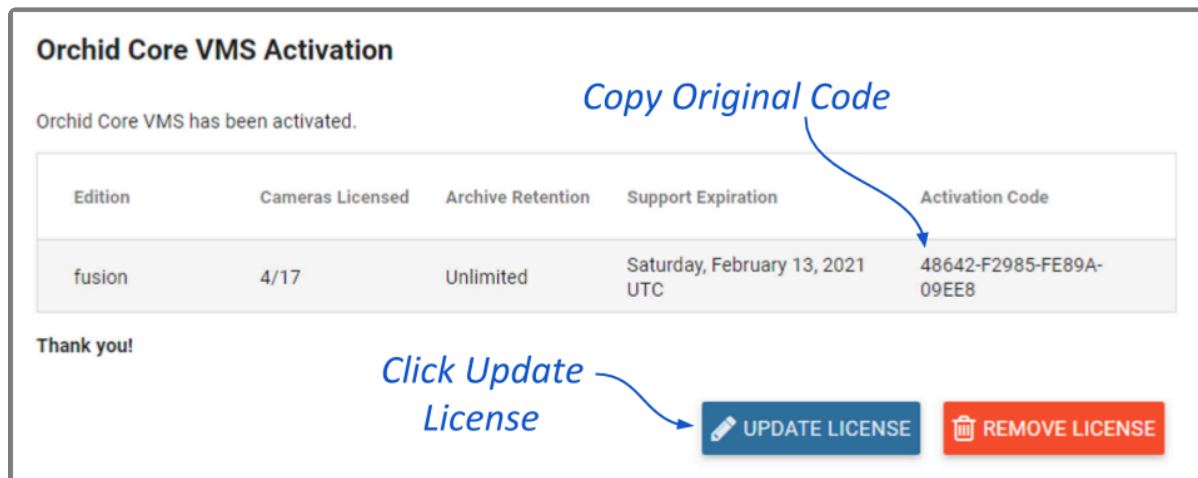 Orchid Core VMS Activation
Copy Original Code
Orchid Core VMS has been activated.
Edition Cameras Licensed Archive Retention Support Expiration Activation Code
fusion 4/17 Unlimited Saturday, February 13, 2021 48642-F2985-FE89A-
UTC 09EE8
Thank you!
Click Update
License
UPDATE LICENSE REMOVE LICENSE